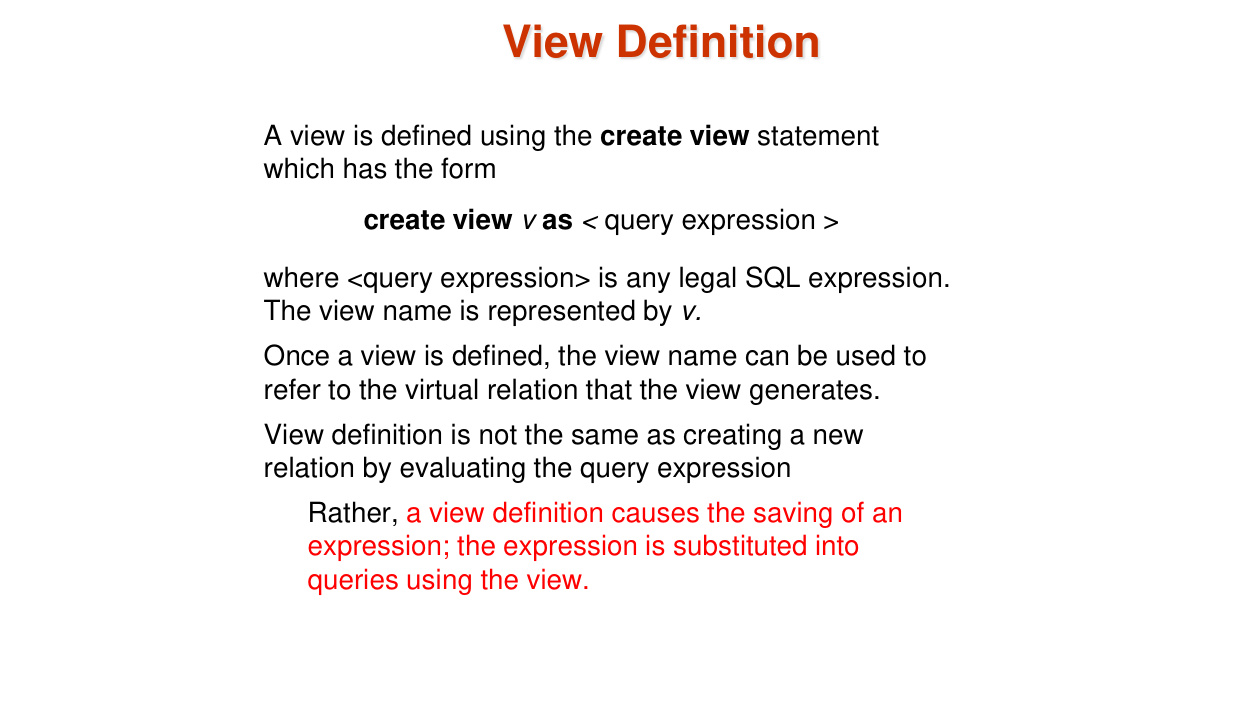 View Definition
A view is defined using the create view statement
which has the form
create view v as < query expression >
where <query expression> is any legal SQL expression.
The view name is represented by v.
Once a view is defined, the view name can be used to
refer to the virtual relation that the view generates.
View definition is not the same as creating a new
relation by evaluating the query expression
Rather, a view definition causes the saving of an
expression; the expression is substituted into
queries using the view.